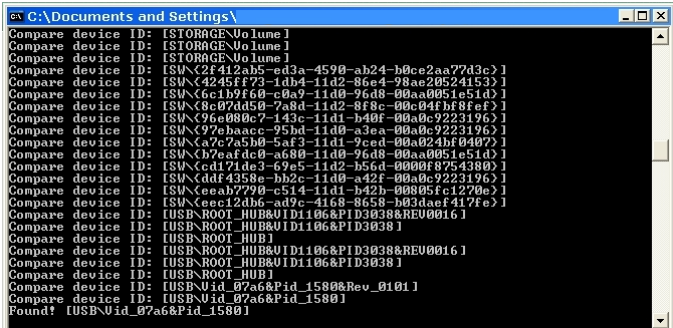 C:\Documents and Settings\
Compare device ID: [STORAGE\Volume]
Compare device ID: [STORAGE\Volume]
Compare device ID: [STORAGE\Volume]
Compare device ID: [SW\{2f412ab5-ed3a-4590-ab24-b0ce2aa77d3c}]
Compare device ID: [SW\{4245ff73-1db4-11d2-86e4-98ae20524153}]
Compare device ID: [SW\{6c1b9f60-c0a9-11d0-96d8-00aa0051e51d}]
Compare device ID: [SW\{8c07dd50-7a8d-11d2-8f8c-00c04fbf8fef}]
Compare device ID: [SW\{96e080c7-143c-11d1-b40f-00a0c9223196}]
Compare device ID: [SW\{97ebaacc-95bd-11d0-a3ea-00a0c9223196}]
Compare device ID: [SW\{a7c7a5b0-5af3-11d1-9ced-00a024bf0407}]
Compare device ID: [SW\{b7eafdc0-a680-11d0-96d8-00aa0051e51d}]
Compare device ID: [SW\{cd171de3-69e5-11d2-b56d-0000f8754380}]
Compare device ID: [SW\{ddf4358e-bb2c-11d0-a42f-00a0c9223196}]
Compare device ID: [SW\{eeab7790-c514-11d1-b42b-00805fc1270e}]
Compare device ID: [SW\{eec12db6-ad9c-4168-8658-b03daef417fe}]
Compare device ID: [USB\ROOT_HUB&VID1106&PID3038&REV0016]
Compare device ID: [USB\ROOT_HUB&VID1106&PID3038]
Compare device ID: [USB\ROOT_HUB]
Compare device ID: [USB\ROOT_HUB&VID1106&PID3038&REV0016]
Compare device ID: [USB\ROOT_HUB&VID1106&PID3038]
Compare device ID: [USB\ROOT_HUB]
Compare device ID: [USB\Vid_07a6&Pid_1580&Rev_0101]
Compare device ID: [USB\Vid_07a6&Pid_1580]
Found! [USB\Vid_07a6&Pid_1580]